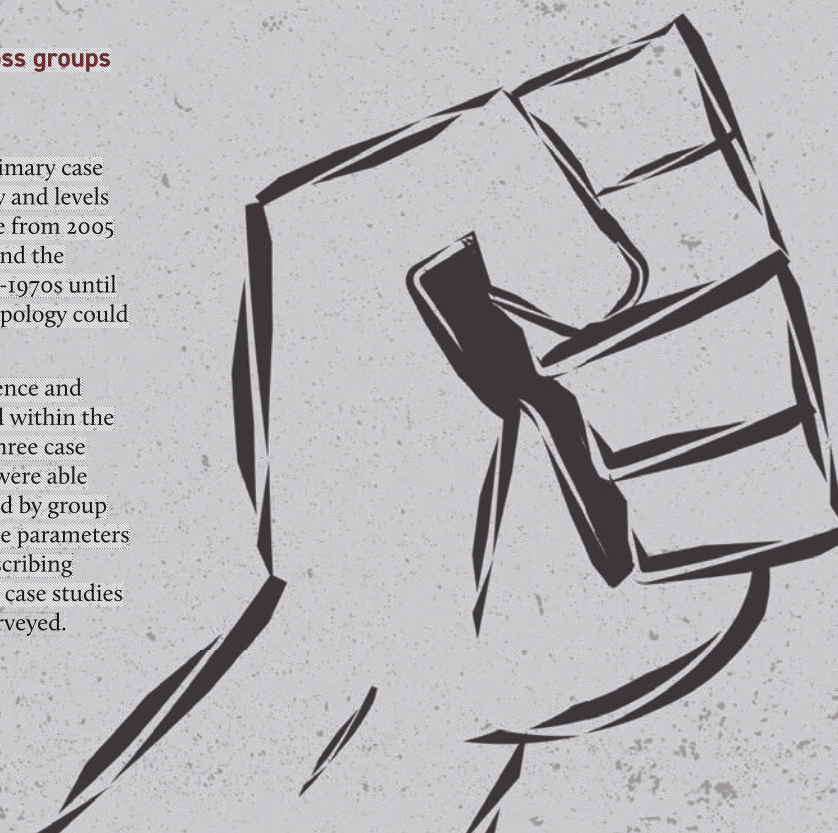 ss groups
imary case
y and levels
e from 2005
nd the
-1970s until
pology could
ence and
l within the
hree case
were able
d by group
e parameters
scribing
case studies
rveyed.